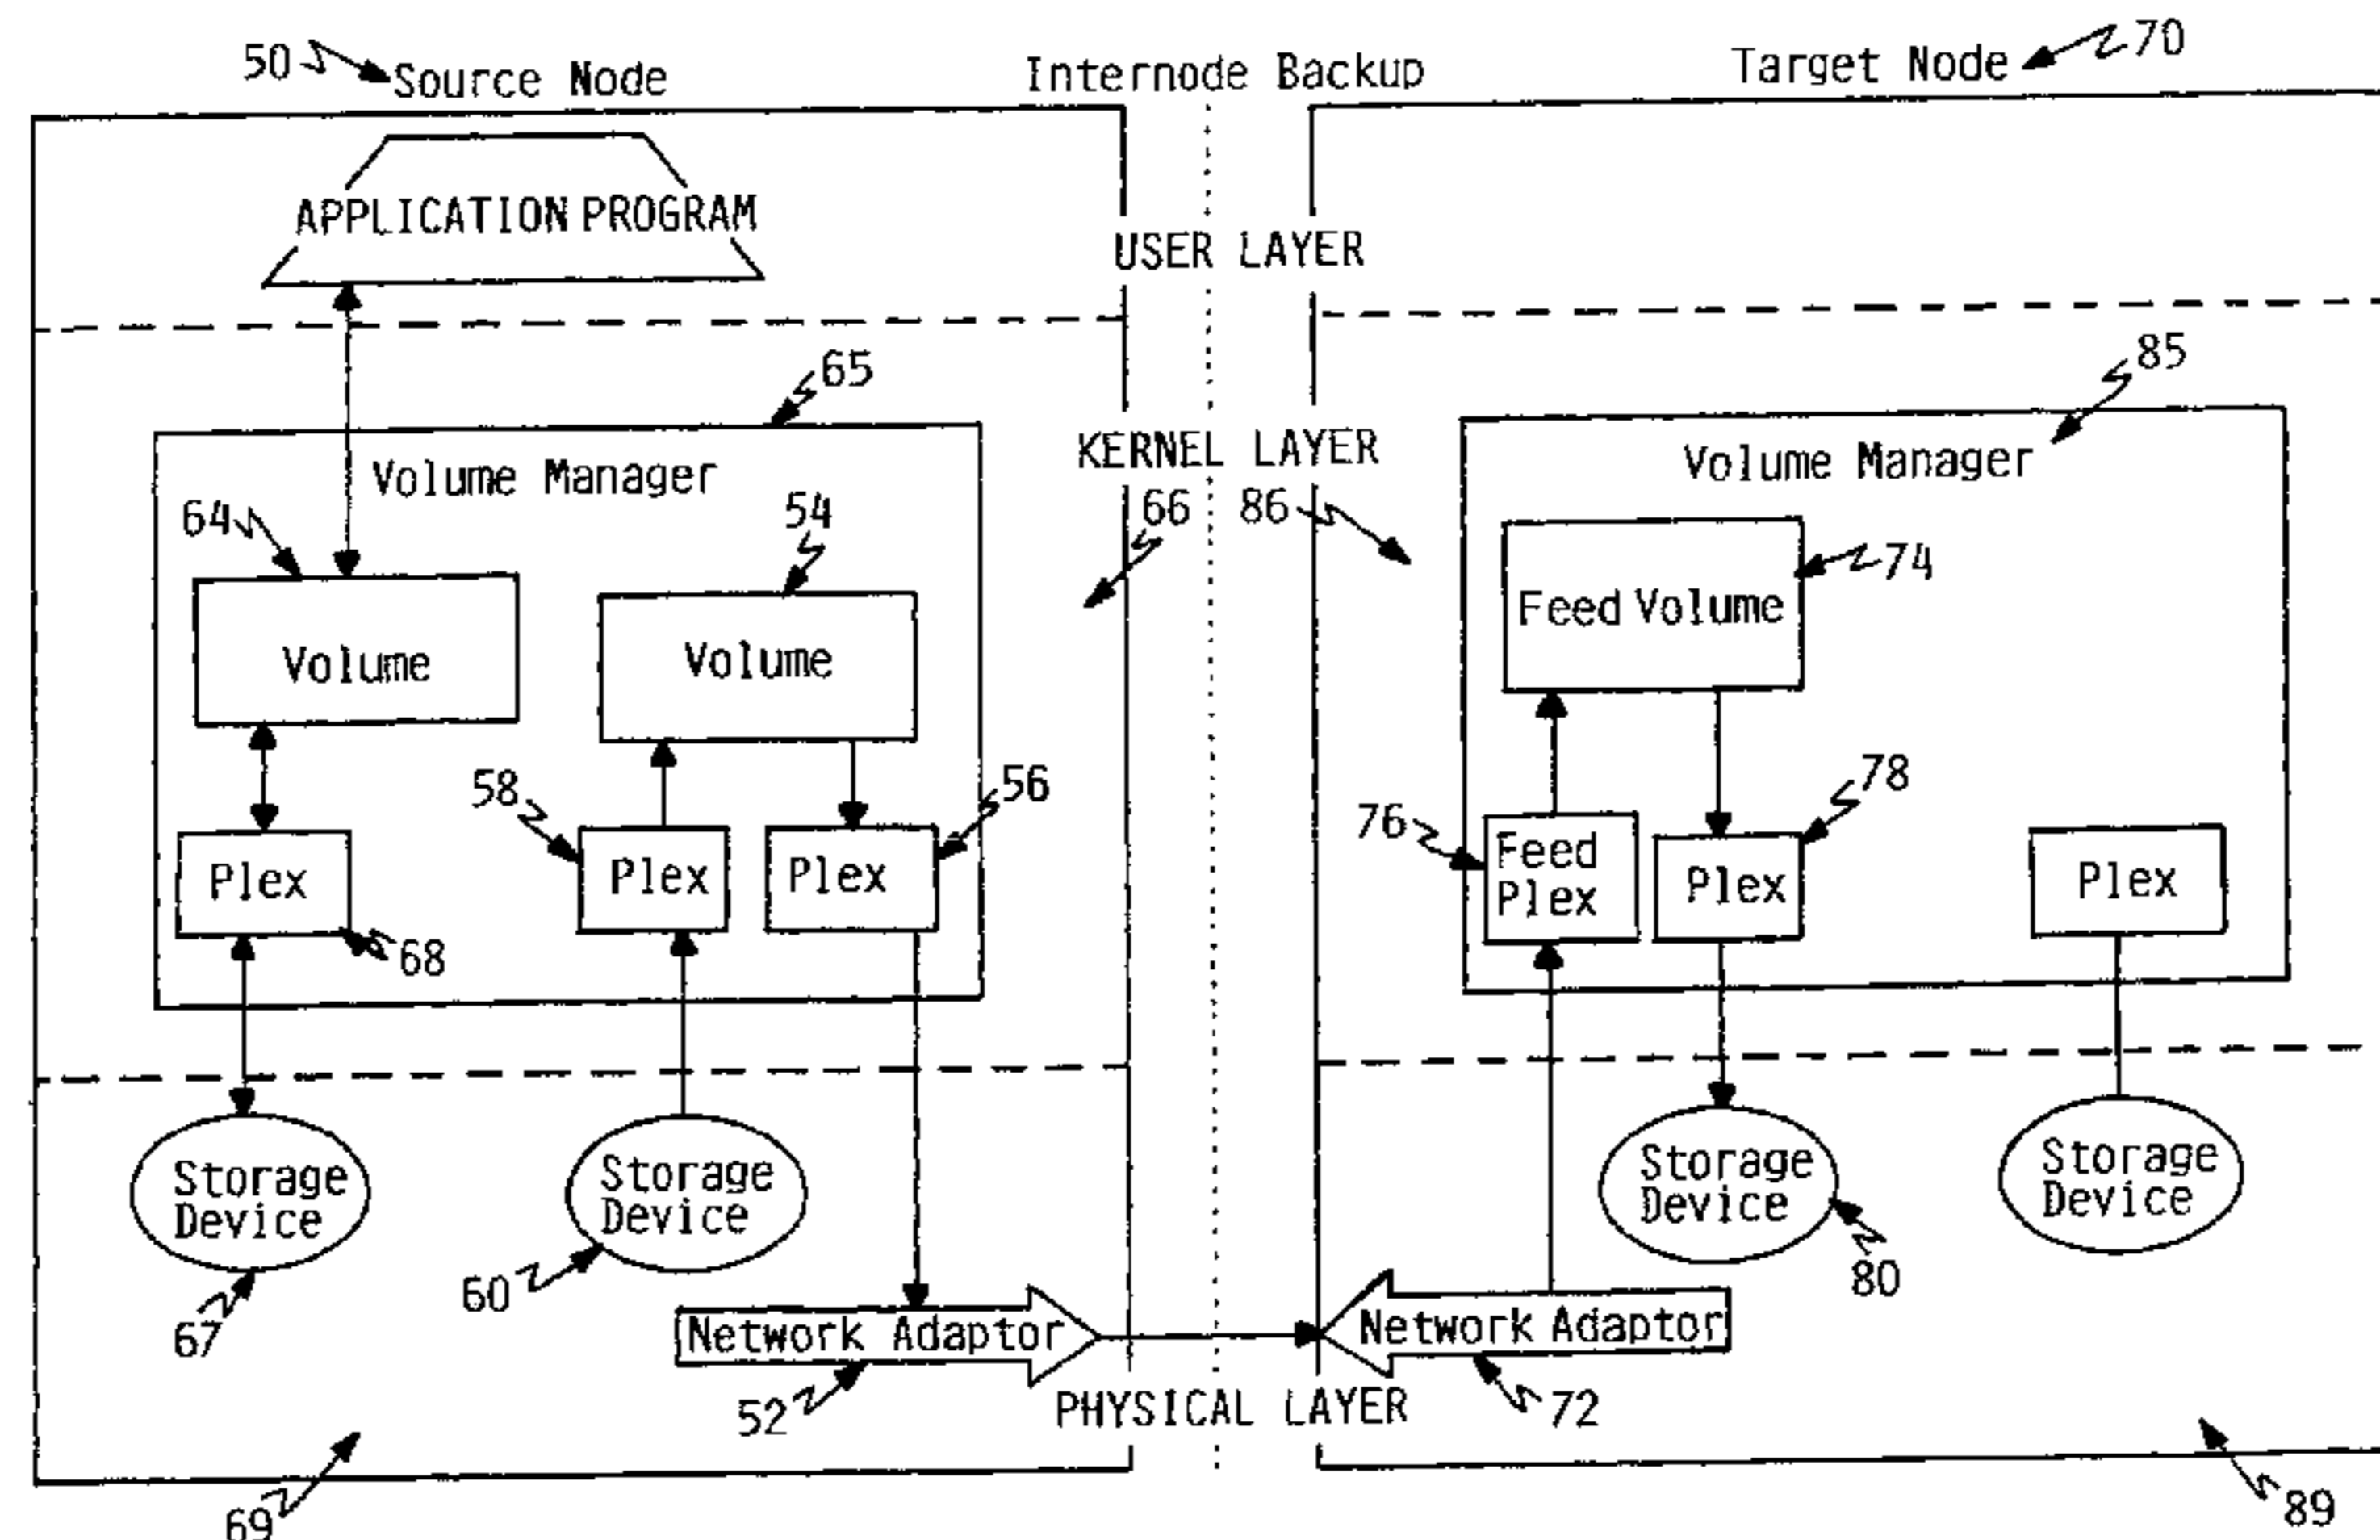 50 Source Node
Internode Backup
Target Node 70
APPLICATION PROGRAM
USER LAYER
65
85
KERNEL LAYER
Volume Manager
Volume Manager
64
54
66
86
74
Volume
Volume
Feed Volume
58
56
76
78
Plex
Plex
Plex
Feed
Plex
Plex
Plex
68
Storage
Device
Storage
Device
Storage
Device
Storage
Device
67
60
80
Network Adaptor
Network Adaptor
52
PHYSICAL LAYER
72
69
89